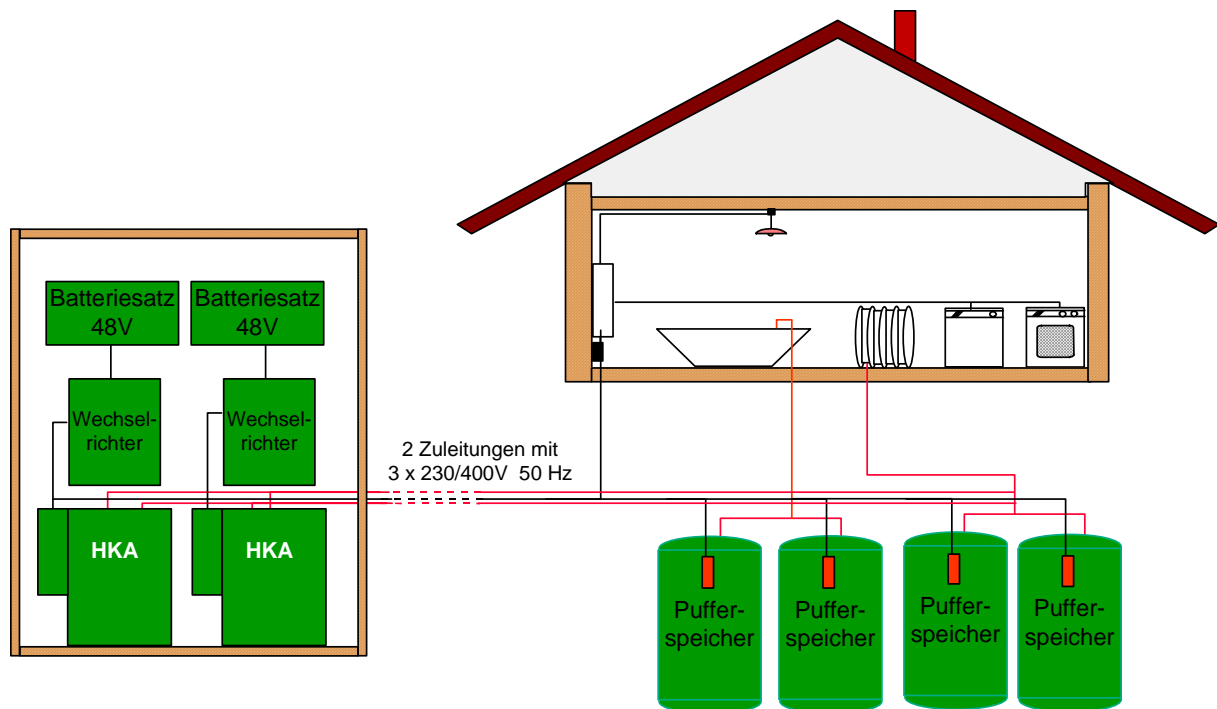 Batteriesatz
48V
Batteriesatz
48V
Wechsel-
richter
Wechsel-
richter
2 Zuleitungen mit
3 x 230/400V 50 Hz
HKA
HKA
Puffer-
speicher
Puffer-
speicher
Puffer-
speicher
Puffer-
speicher